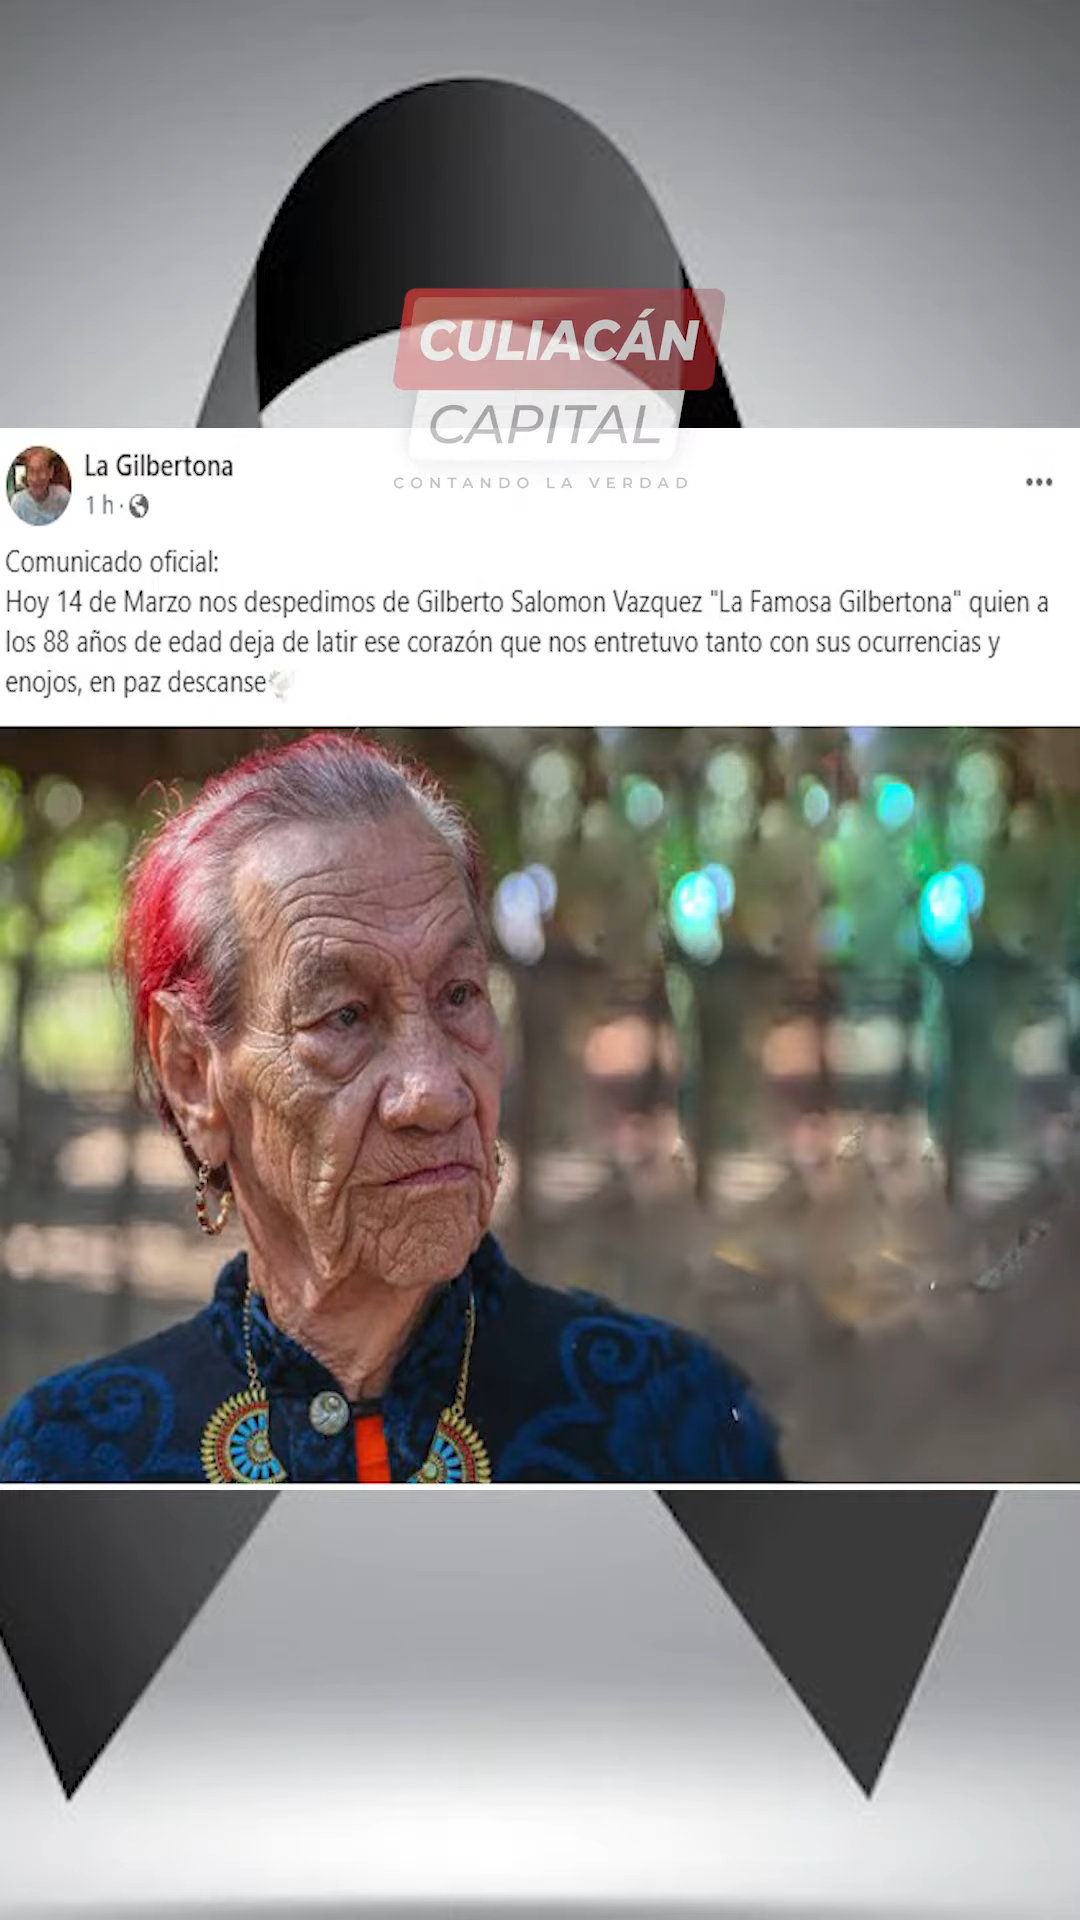 CULIACÁN
CAPITAL
CONTANDO LA VERDAD
La Gilbertona
1 h ·
Comunicado oficial:
Hoy 14 de Marzo nos despedimos de Gilberto Salomon Vazquez "La Famosa Gilbertona" quien a
los 88 años de edad deja de latir ese corazón que nos entretuvo tanto con sus ocurrencias y
enojos, en paz descanse🕊️